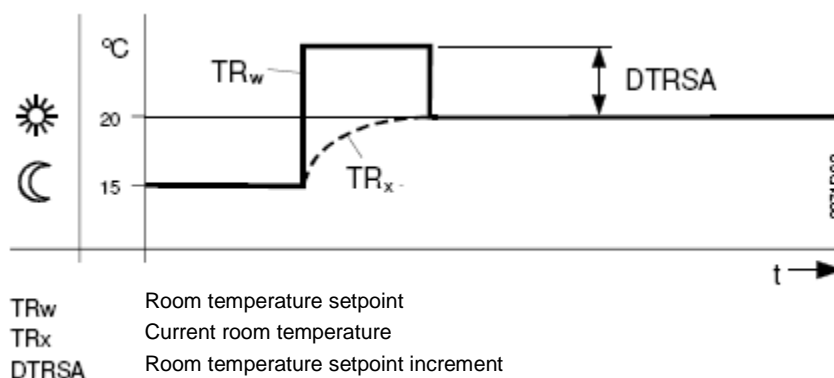 °C
TRw
DTRSA
20
TRx
15
t
TRw Room temperature setpoint
TRx Current room temperature
DTRSA Room temperature setpoint increment